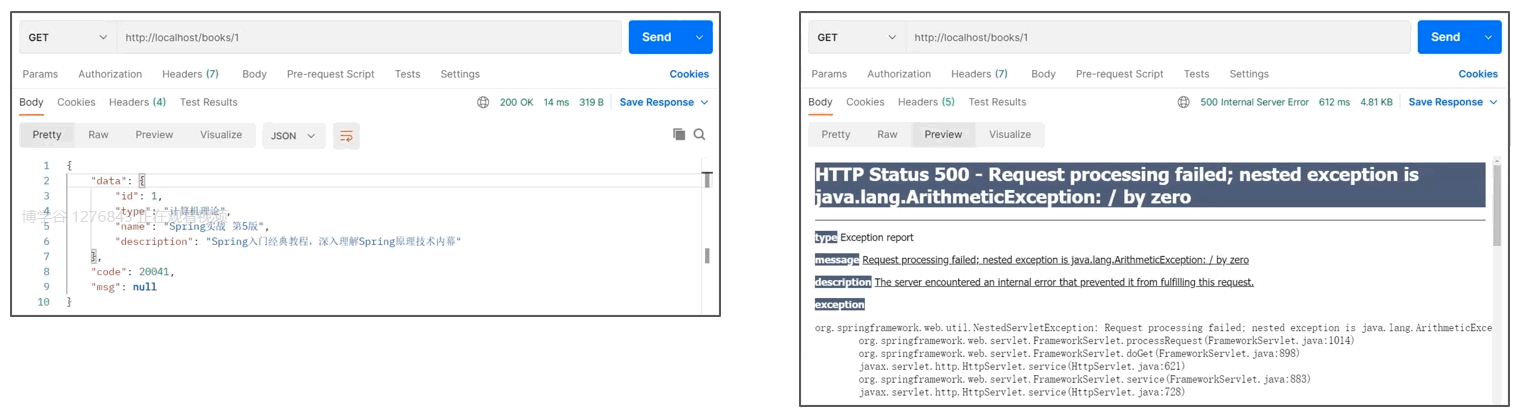 GET
http://localhost/books/1
Send
Params Authorization Headers (7) Body Pre-request Script Tests Settings Cookies
Body Cookies Headers (4) Test Results 200 OK 14 ms 319 B Save Response
Pretty Raw Preview Visualize JSON
1 {
2 "data": {
3 "id": 1,
4 "type": "计算机理论",
博学谷 1276843 正在观看视频
5 "name": "Spring实战 第5版",
6 "description": "Spring入门经典教程，深入理解Spring原理技术内幕"
7 },
8 "code": 20041,
9 "msg": null
10 }
GET
http://localhost/books/1
Send
Params Authorization Headers (7) Body Pre-request Script Tests Settings Cookies
Body Cookies Headers (5) Test Results 500 Internal Server Error 612 ms 4.81 KB Save Response
Pretty Raw Preview Visualize
HTTP Status 500 - Request processing failed; nested exception is
java.lang.ArithmeticException: / by zero
type Exception report
message Request processing failed; nested exception is java.lang.ArithmeticException: / by zero
description The server encountered an internal error that prevented it from fulfilling this request.
exception
org.springframework.web.util.NestedServletException: Request processing failed; nested exception is java.lang.ArithmeticExce
org.springframework.web.servlet.FrameworkServlet.processRequest(FrameworkServlet.java:1014)
org.springframework.web.servlet.FrameworkServlet.doGet(FrameworkServlet.java:898)
javax.servlet.http.HttpServlet.service(HttpServlet.java:621)
org.springframework.web.servlet.FrameworkServlet.service(FrameworkServlet.java:883)
javax.servlet.http.HttpServlet.service(HttpServlet.java:728)